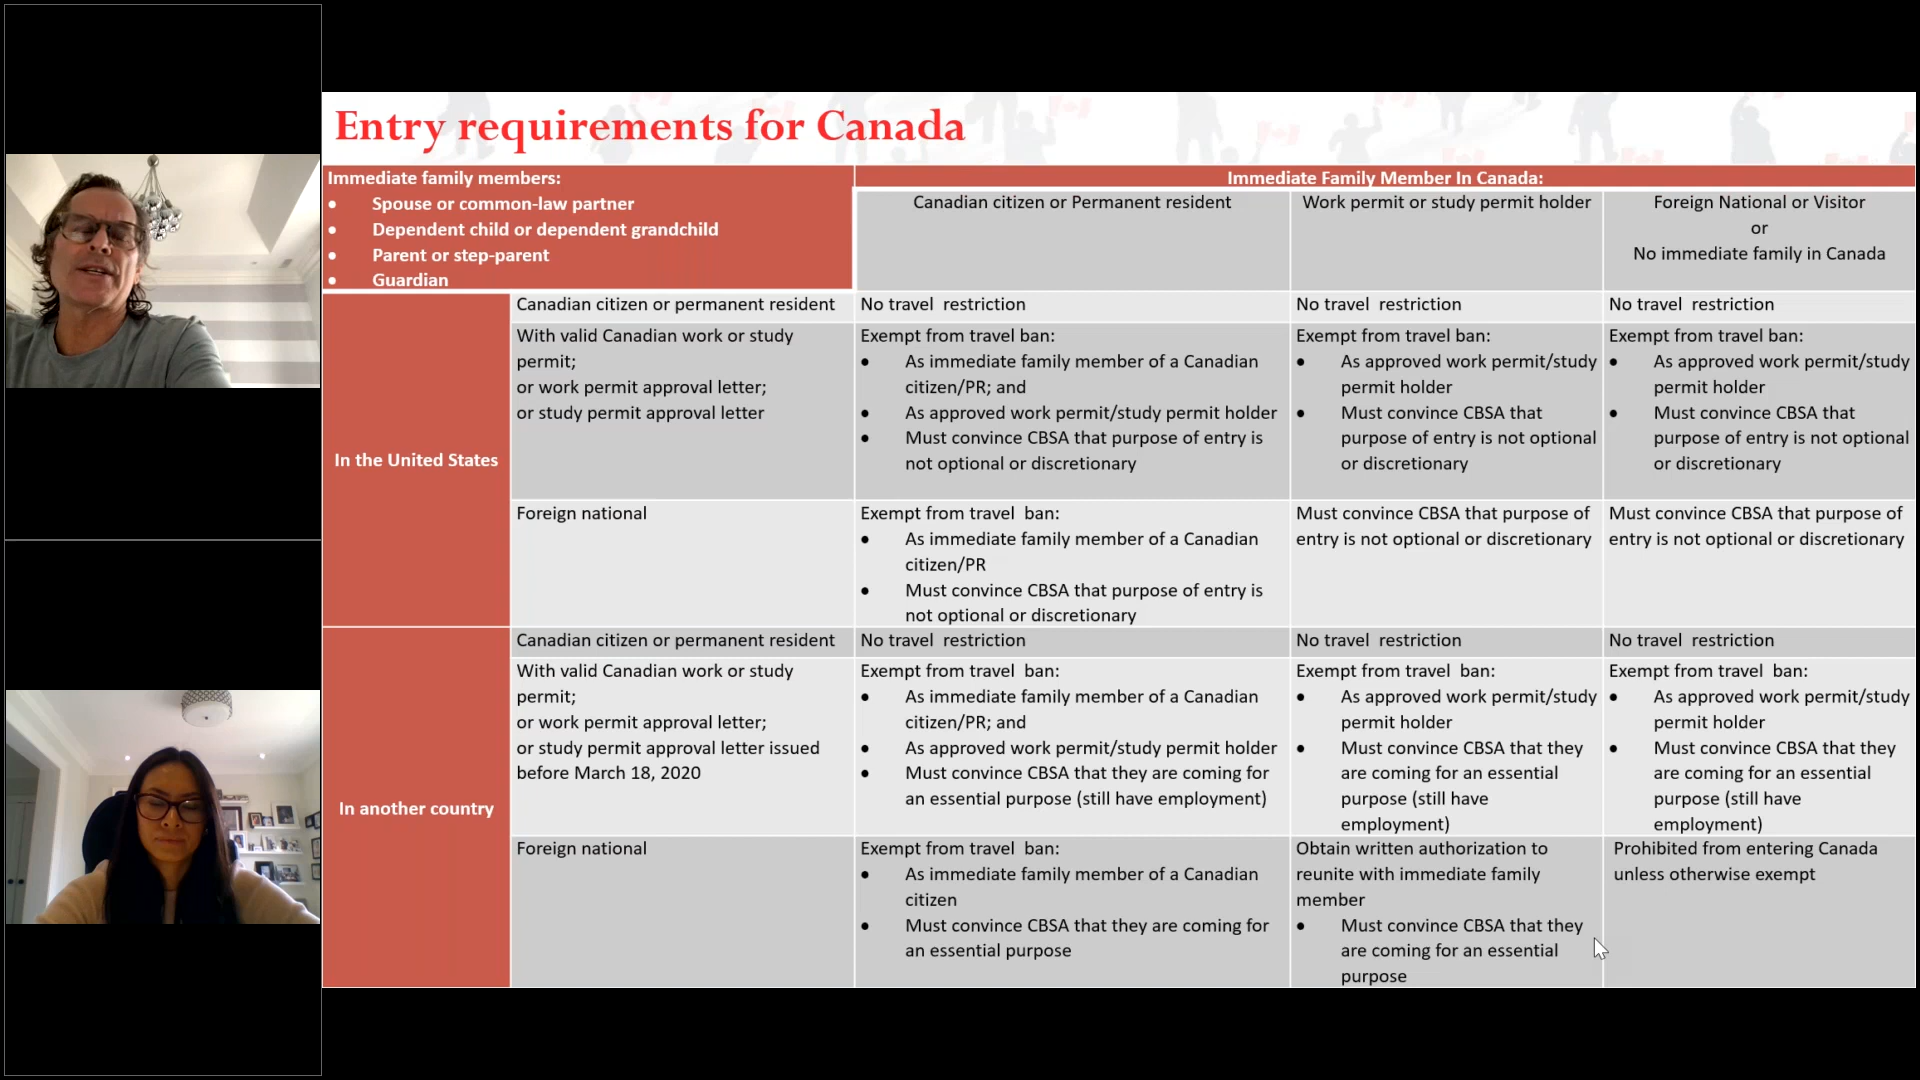 Entry requirements for Canada
Immediate family members:
• Spouse or common-law partner
• Dependent child or dependent grandchild
• Parent or step-parent
• Guardian
Immediate Family Member In Canada:
Canadian citizen or Permanent resident
Work permit or study permit holder
Foreign National or Visitor
or
No immediate family in Canada
In the United States
Canadian citizen or permanent resident
No travel restriction
No travel restriction
No travel restriction
With valid Canadian work or study
permit;
or work permit approval letter;
or study permit approval letter
Exempt from travel ban:
• As immediate family member of a Canadian
citizen/PR; and
• As approved work permit/study permit holder
• Must convince CBSA that purpose of entry is
not optional or discretionary
Exempt from travel ban:
• As approved work permit/study
permit holder
• Must convince CBSA that
purpose of entry is not optional
or discretionary
Exempt from travel ban:
• As approved work permit/study
permit holder
• Must convince CBSA that
purpose of entry is not optional
or discretionary
Foreign national
Exempt from travel ban:
• As immediate family member of a Canadian
citizen/PR
• Must convince CBSA that purpose of entry is
not optional or discretionary
Must convince CBSA that purpose of
entry is not optional or discretionary
Must convince CBSA that purpose of
entry is not optional or discretionary
In another country
Canadian citizen or permanent resident
No travel restriction
No travel restriction
No travel restriction
With valid Canadian work or study
permit;
or work permit approval letter;
or study permit approval letter issued
before March 18, 2020
Exempt from travel ban:
• As immediate family member of a Canadian
citizen/PR; and
• As approved work permit/study permit holder
• Must convince CBSA that they are coming for
an essential purpose (still have employment)
Exempt from travel ban:
• As approved work permit/study
permit holder
• Must convince CBSA that they
are coming for an essential
purpose (still have
employment)
Exempt from travel ban:
• As approved work permit/study
permit holder
• Must convince CBSA that they
are coming for an essential
purpose (still have
employment)
Foreign national
Exempt from travel ban:
• As immediate family member of a Canadian
citizen
• Must convince CBSA that they are coming for
an essential purpose
Obtain written authorization to
reunite with immediate family
member
• Must convince CBSA that they
are coming for an essential
purpose
Prohibited from entering Canada
unless otherwise exempt